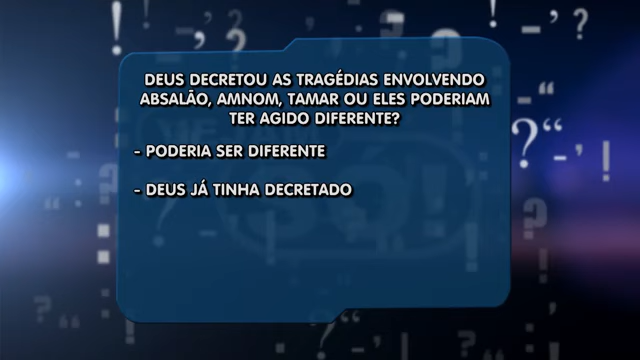 DEUS DECRETOU AS TRAGÉDIAS ENVOLVENDO
ABSALÃO, AMNOM, TAMAR OU ELES PODERIAM
TER AGIDO DIFERENTE?
- PODERIA SER DIFERENTE
- DEUS JÁ TINHA DECRETADO